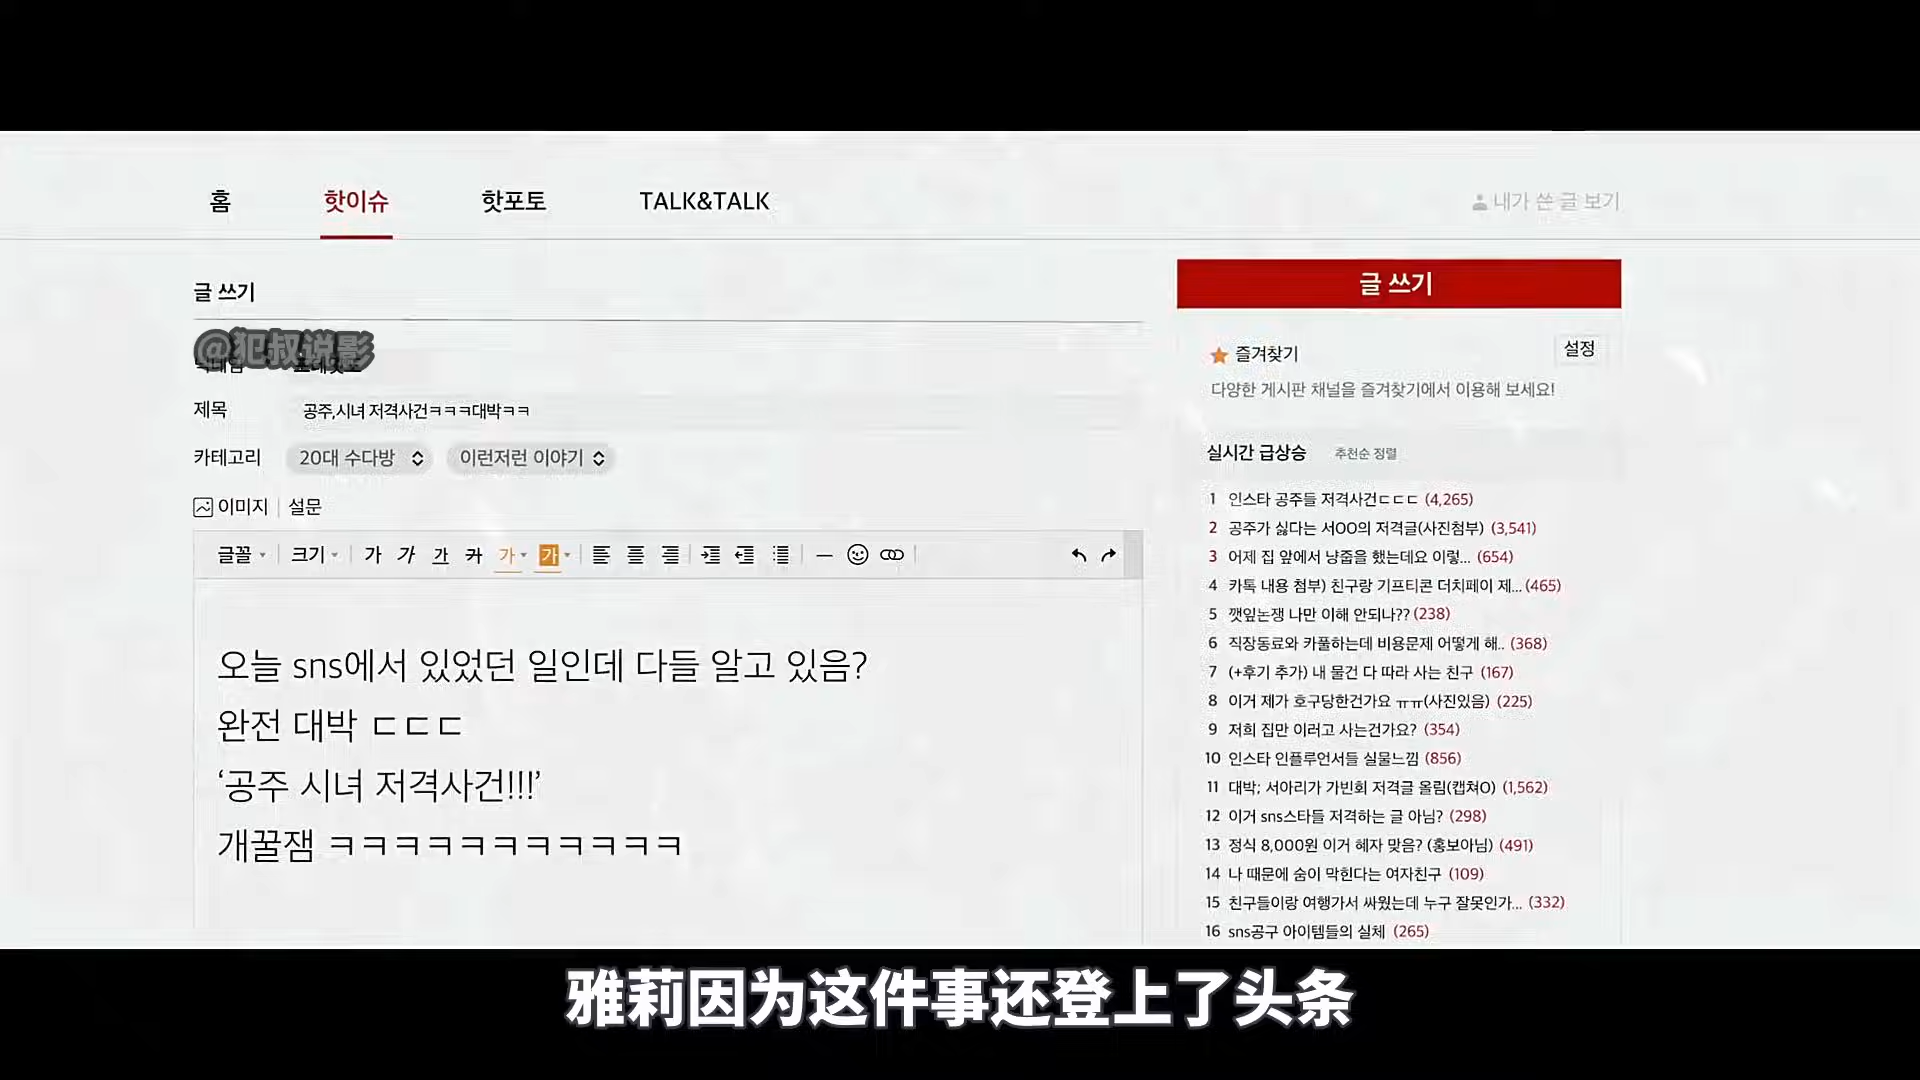 홈 핫이슈 핫포토 TALK&TALK 내가 쓴 글 보기
글 쓰기
@犯叔说影
제목 공주,시녀 저격사건ㅋㅋㅋ대박ㅋㅋ
카테고리 20대 수다방 이런저런 이야기
이미지 설문
글꼴 크기 가 가 가 가 가 가
오늘 sns에서 있었던 일인데 다들 알고 있음?
완전 대박 ㄷㄷㄷ
‘공주 시녀 저격사건!!!’
개꿀잼 ㅋㅋㅋㅋㅋㅋㅋㅋㅋㅋㅋ
글 쓰기
즐겨찾기 설정
다양한 게시판 채널을 즐겨찾기에서 이용해 보세요!
실시간 급상승 추천순 정렬
1 인스타 공주들 저격사건ㄷㄷㄷ (4,265)
2 공주가 싫다는 서OO의 저격글(사진첨부) (3,541)
3 어제 집 앞에서 냥줍을 했는데요 이렇... (654)
4 카톡 내용 첨부) 친구랑 기프티콘 더치페이 제... (465)
5 깻잎논쟁 나만 이해 안되나?? (238)
6 직장동료와 카풀하는데 비용문제 어떻게 해.. (368)
7 (+후기 추가) 내 물건 다 따라 사는 친구 (167)
8 이거 제가 호구당한건가요 ㅠㅠ(사진있음) (225)
9 저희 집만 이러고 사는건가요? (354)
10 인스타 인플루언서들 실물느낌 (856)
11 대박; 서아리가 가빈회 저격글 올림(캡쳐O) (1,562)
12 이거 sns스타들 저격하는 글 아님? (298)
13 정식 8,000원 이거 혜자 맞음? (홍보아님) (491)
14 나 때문에 숨이 막힌다는 여자친구 (109)
15 친구들이랑 여행가서 싸웠는데 누구 잘못인가... (332)
16 sns공구 아이템들의 실체 (265)
雅莉因为这件事还登上了头条